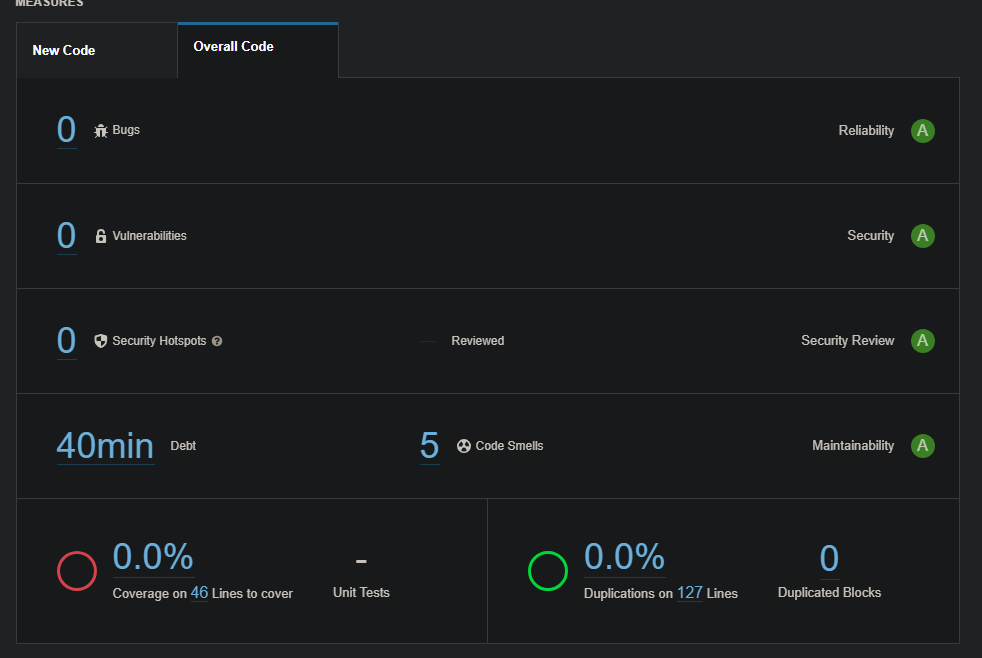 MEASURES
New Code
Overall Code
0 Bugs Reliability A
0 Vulnerabilities Security A
0 Security Hotspots ? — Reviewed Security Review A
40min Debt 5 Code Smells Maintainability A
0.0% - 0.0% 0
Coverage on 46 Lines to cover Unit Tests Duplications on 127 Lines Duplicated Blocks